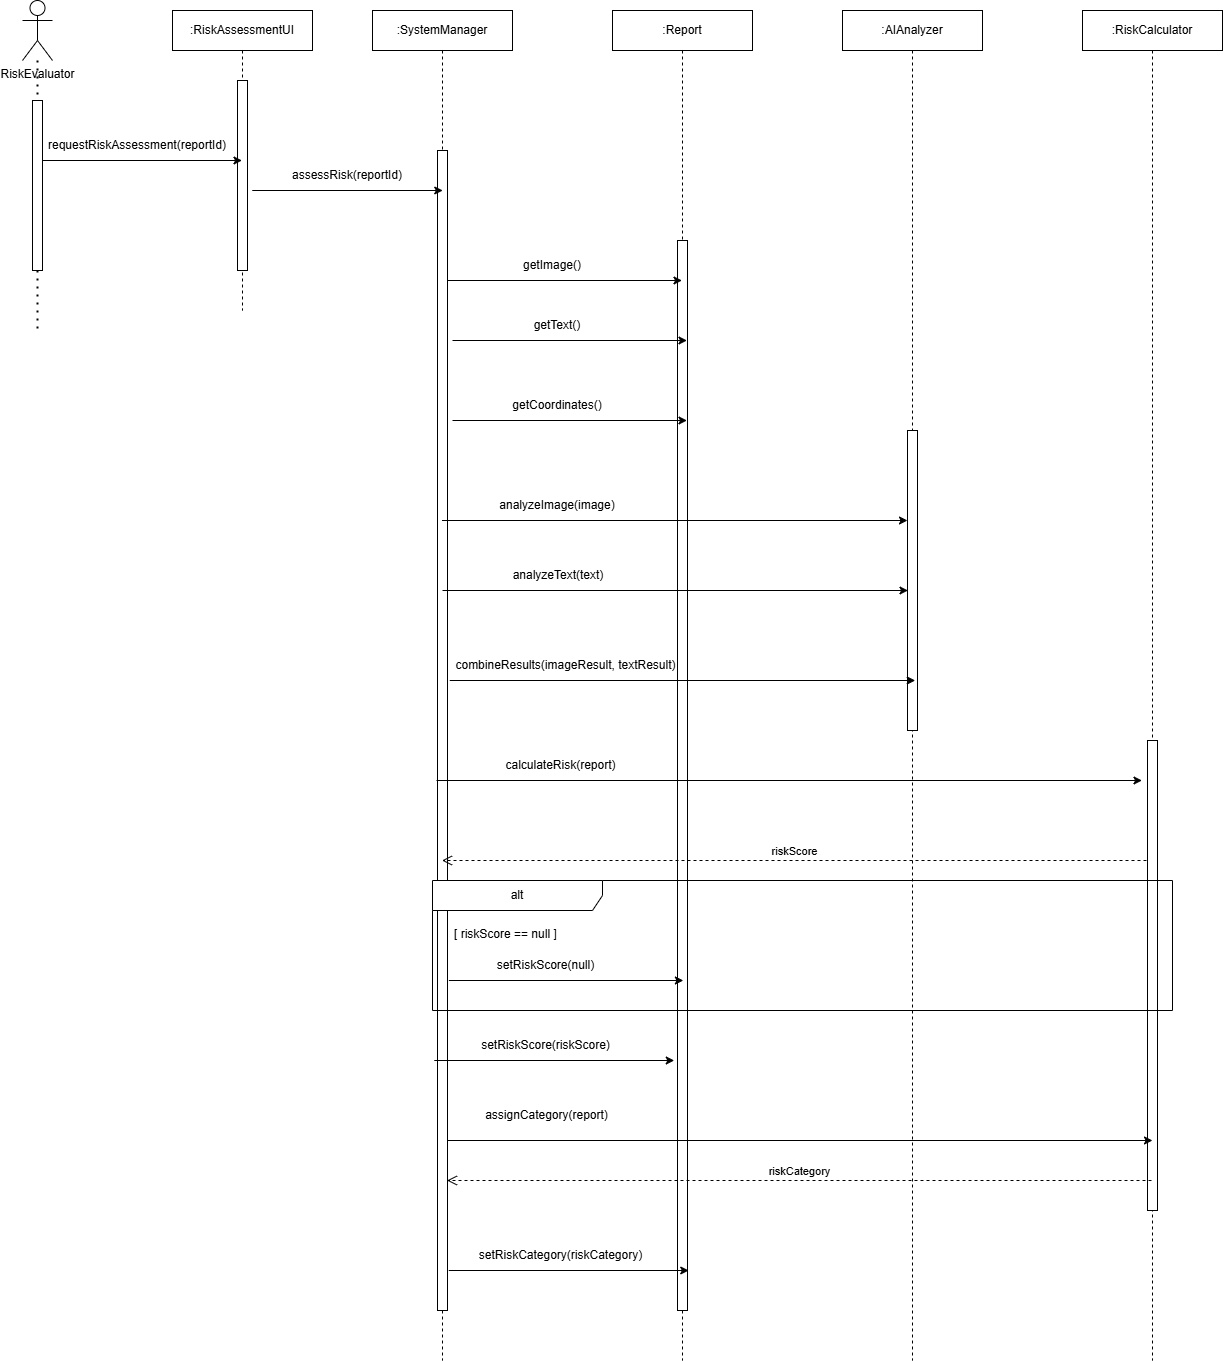 :RiskAssessmentUI
:SystemManager
:Report
:AIAnalyzer
:RiskCalculator
RiskEvaluator
requestRiskAssessment(reportId)
assessRisk(reportId)
getImage()
getText()
getCoordinates()
analyzeImage(image)
analyzeText(text)
combineResults(imageResult, textResult)
calculateRisk(report)
riskScore
alt
[ riskScore == null ]
setRiskScore(null)
setRiskScore(riskScore)
assignCategory(report)
riskCategory
setRiskCategory(riskCategory)